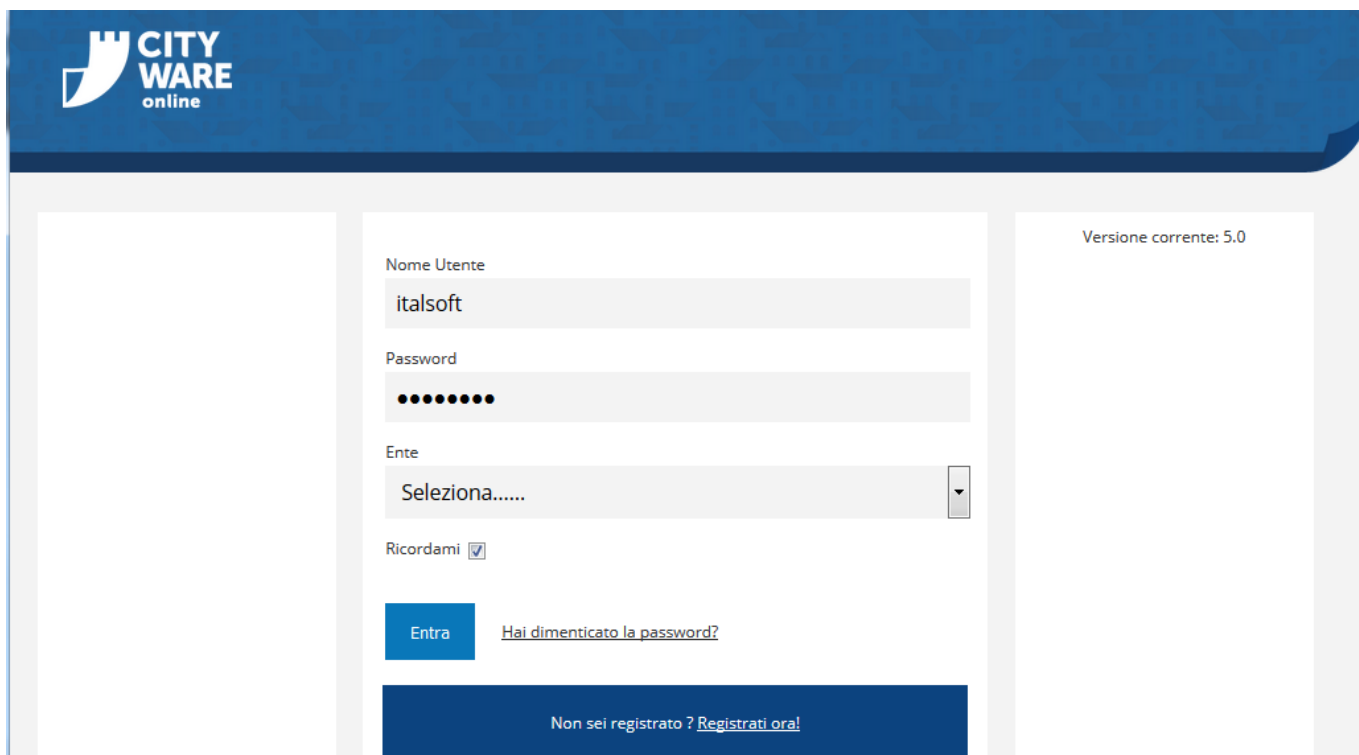 CITY
WARE
online
Versione corrente: 5.0
Nome Utente
italsoft
Password
••••••••
Ente
Seleziona......
Ricordami
Entra
Hai dimenticato la password?
Non sei registrato ? Registrati ora!